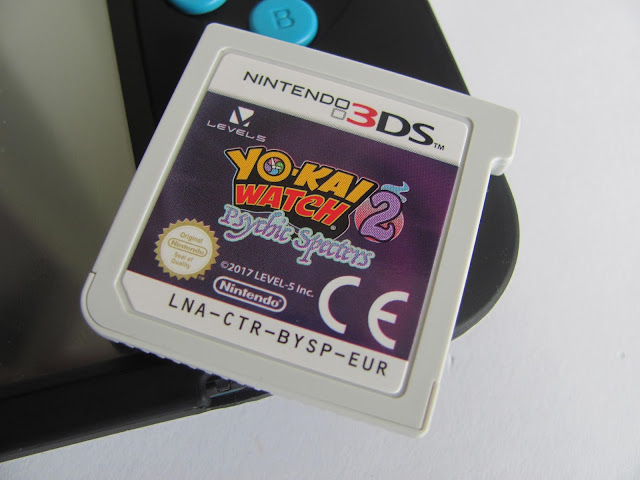 B
NINTENDO 3DS™
LEVEL5
YO-KAI
WATCH 2
Psychic Specters
Original
Nintendo
Seal of
Quality
©2017 LEVEL-5 Inc.
Nintendo®
CE
LNA-CTR-BYSP-EUR